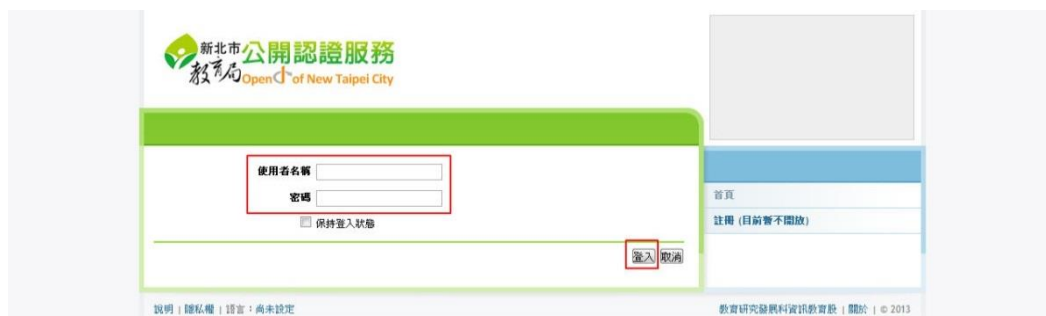 新北市公開認證服務
教育局 OpenID of New Taipei City
使用者名稱
密碼
保持登入狀態
登入 取消
首頁
註冊 (目前暫不開放)
說明 | 隱私權 | 語言：尚未設定
教育研究發展科資訊教育股 | 關於 | © 2013